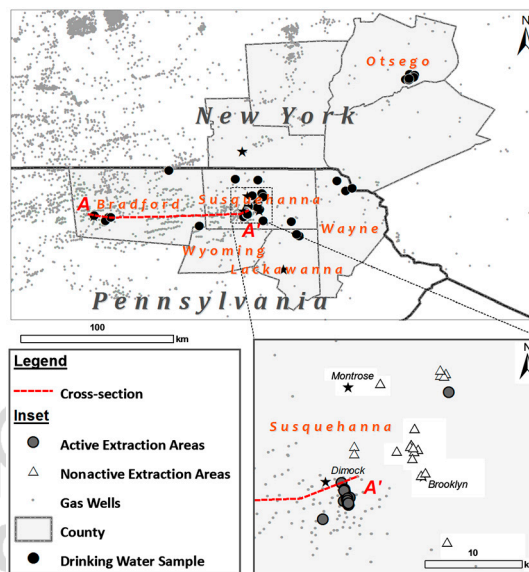 N
Otsego
New York
A
Bradford
Susquehanna
A'
Wayne
Wyoming
Lackawanna
Pennsylvania
100
km
Legend
Cross-section
Inset
Active Extraction Areas
Nonactive Extraction Areas
Gas Wells
County
Drinking Water Sample
N
Montrose
Susquehanna
Dimock
A'
Brooklyn
10
k